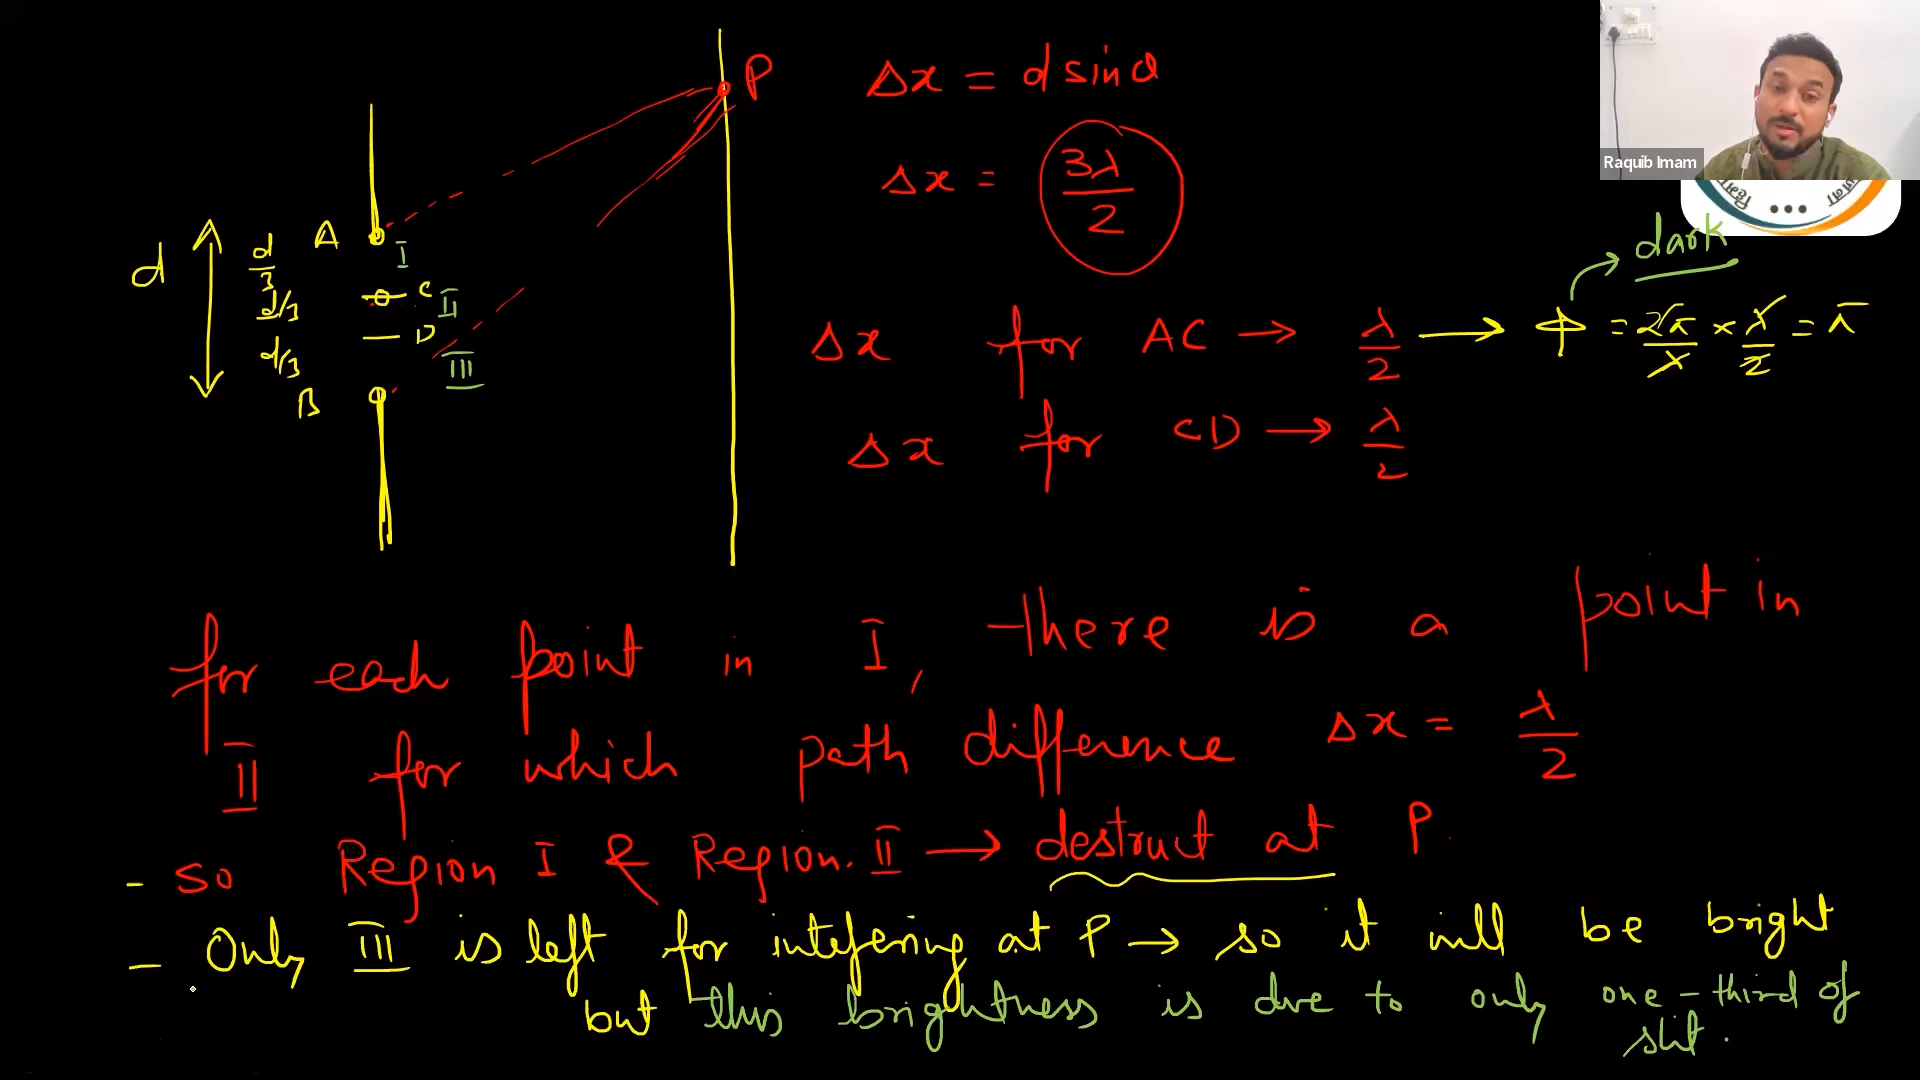 P
Δx = d sinθ
Δx = 3λ/2
Raquib Imam
dark
d
d/3
A
I
d/3
C
II
d/3
D
III
B
Δx for AC → λ/2 → ϕ = 2π/λ × λ/2 = π
Δx for CD → λ/2
for each point in I, there is a point in
II for which path difference Δx = λ/2
- so Region I & Region. II → destruct at P.
- Only III is left for intefering at P → so it will be bright
but this brightness is due to only one-third of
slit.